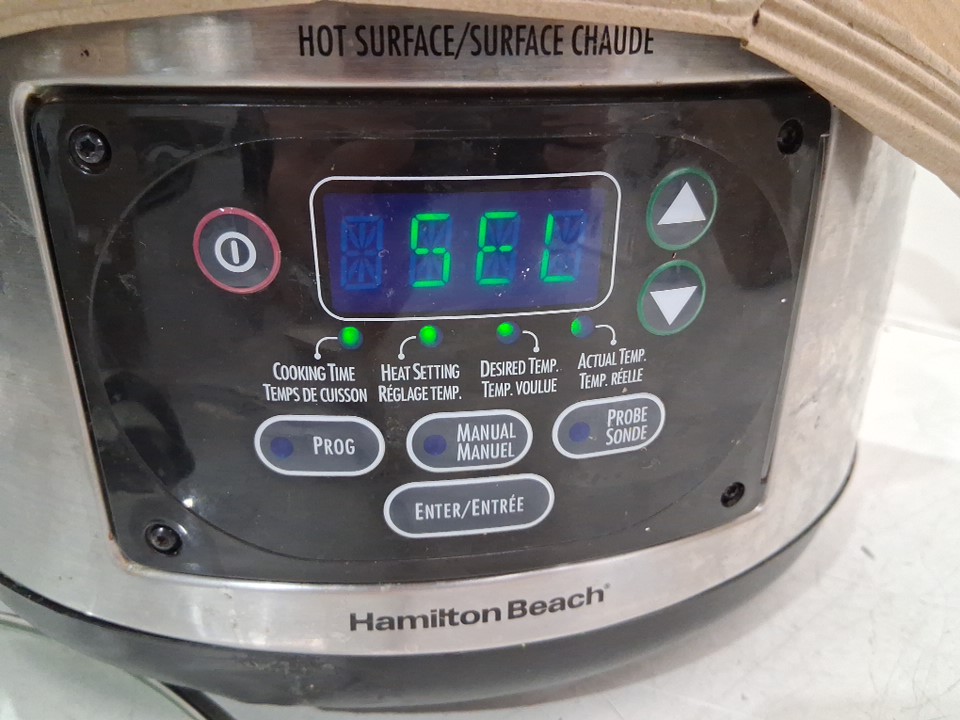 HOT SURFACE/SURFACE CHAUDE
SEL
COOKING TIME
TEMPS DE CUISSON
HEAT SETTING
RÉGLAGE TEMP.
DESIRED TEMP.
TEMP. VOULUE
ACTUAL TEMP.
TEMP. RÉELLE
PROG
MANUAL
MANUEL
PROBE
SONDE
ENTER/ENTRÉE
Hamilton Beach